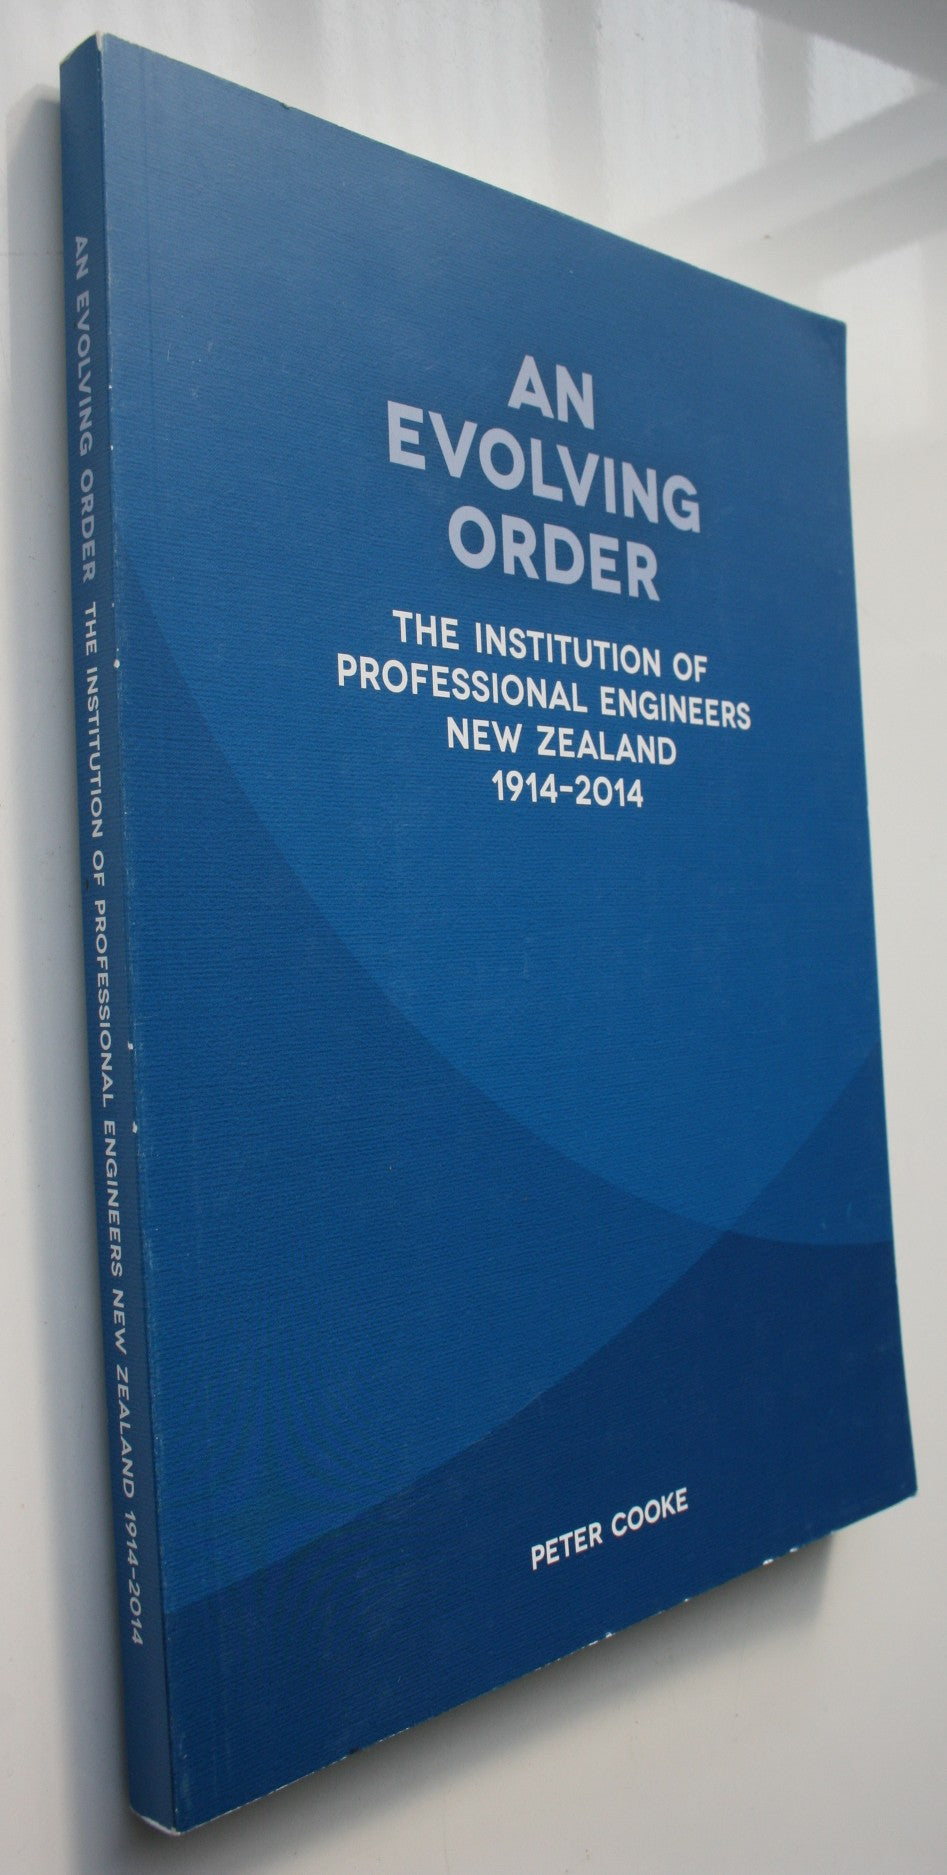 AN
EVOLVING
ORDER
THE INSTITUTION OF
PROFESSIONAL ENGINEERS
NEW ZEALAND
1914-2014
PETER COOKE
AN EVOLVING ORDER THE INSTITUTION OF PROFESSIONAL ENGINEERS NEW ZEALAND 1914-2014